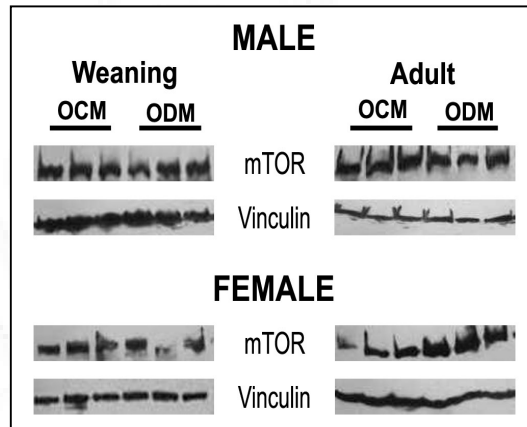 MALE
Weaning Adult
OCM ODM OCM ODM
mTOR
Vinculin
FEMALE
mTOR
Vinculin